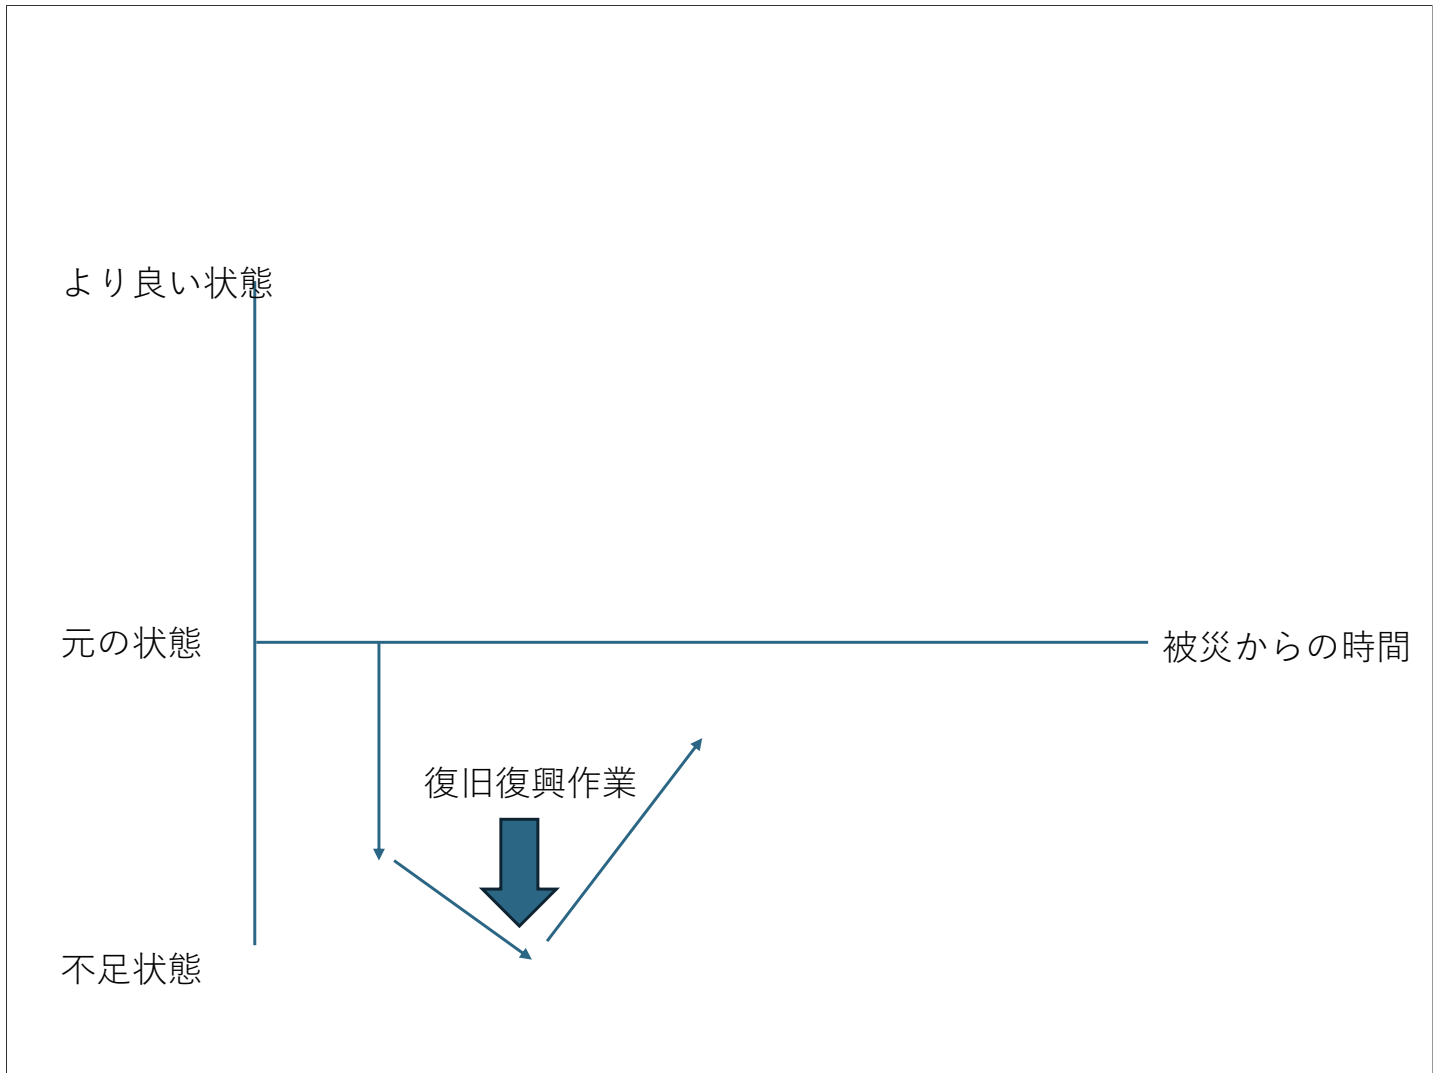 より良い状態
元の状態
被災からの時間
復旧復興作業
不足状態